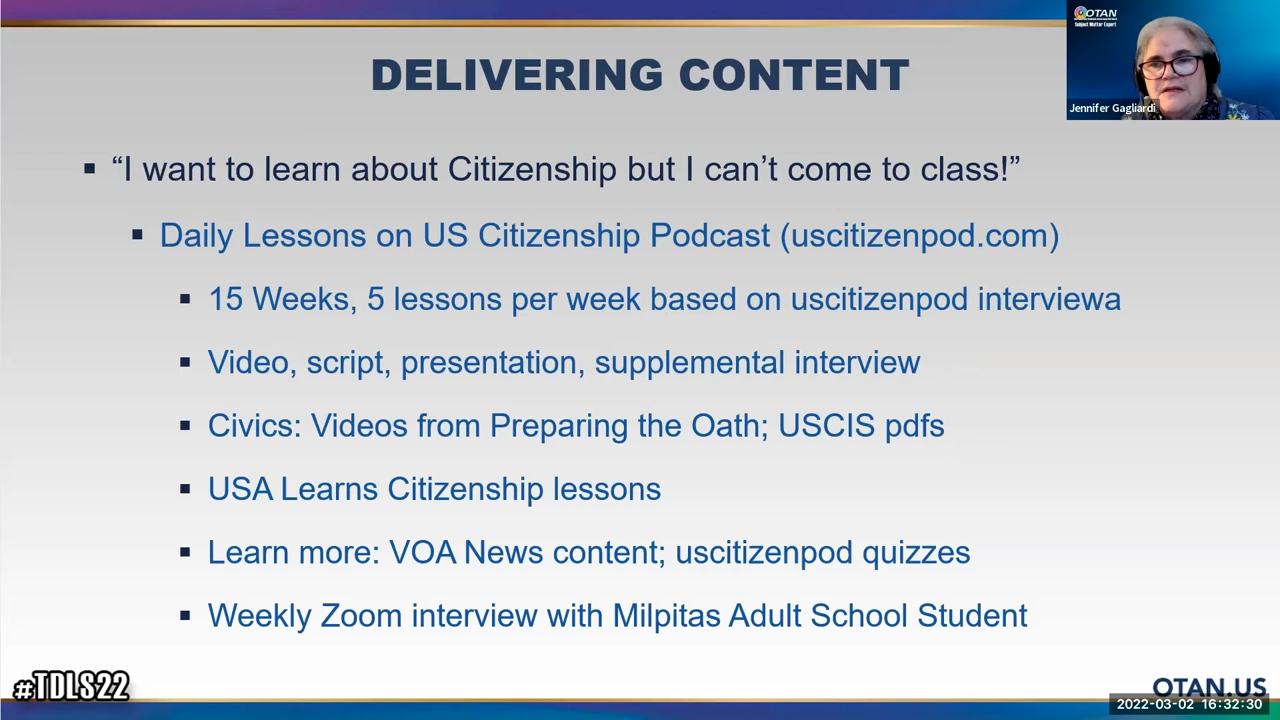 OTAN
Subject Matter Expert
Jennifer Gagliardi
DELIVERING CONTENT
“I want to learn about Citizenship but I can’t come to class!”
Daily Lessons on US Citizenship Podcast (uscitizenpod.com)
15 Weeks, 5 lessons per week based on uscitizenpod interviewa
Video, script, presentation, supplemental interview
Civics: Videos from Preparing the Oath; USCIS pdfs
USA Learns Citizenship lessons
Learn more: VOA News content; uscitizenpod quizzes
Weekly Zoom interview with Milpitas Adult School Student
#TDLS22
OTAN.US
2022-03-02 16:32:30